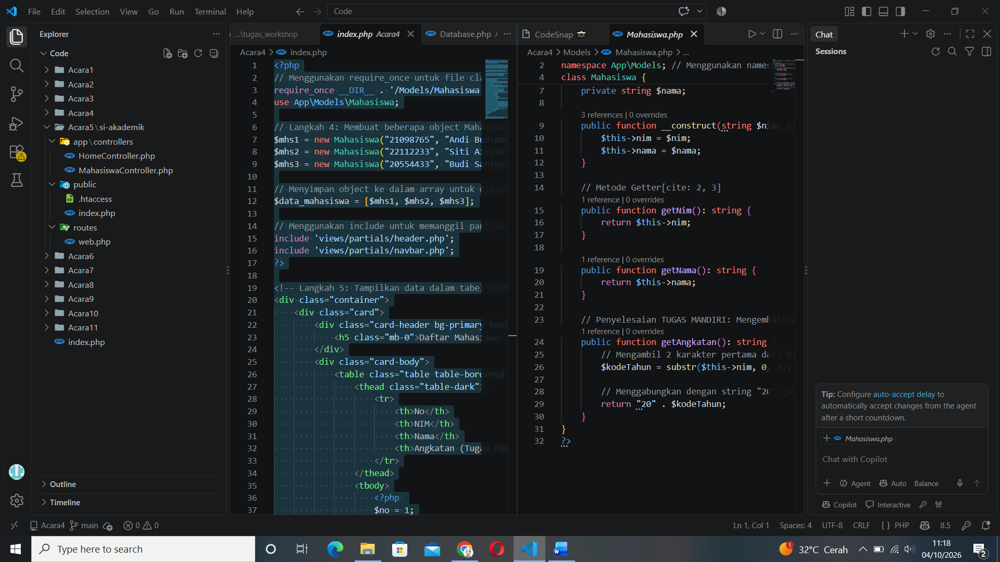 File Edit Selection View Go Run Terminal Help
Code
Explorer
Code
Acara1
Acara2
Acara3
Acara4
Acara5\si-akademik
app\controllers
HomeController.php
MahasiswaController.php
public
.htaccess
index.php
routes
web.php
Acara6
Acara7
Acara8
Acara9
Acara10
Acara11
index.php
Outline
Timeline
...\tugas_workshop
index.php Acara4
Database.php
Acara4 > index.php
1 <?php
2 // Menggunakan require_once untuk file cla
3 require_once __DIR__ . '/Models/Mahasiswa
4 use App\Models\Mahasiswa;
5
6 // Langkah 4: Membuat beberapa object Mahasiswa
7 $mhs1 = new Mahasiswa("21098765", "Andi Budiman
8 $mhs2 = new Mahasiswa("22112233", "Siti Aisyah"
9 $mhs3 = new Mahasiswa("20554433", "Budi Santoso
10
11 // Menyimpan object ke dalam array untuk diloop
12 $data_mahasiswa = [$mhs1, $mhs2, $mhs3];
13
14 // Menggunakan include untuk memanggil partial
15 include 'views/partials/header.php';
16 include 'views/partials/navbar.php';
17 ?>
18
19 <!-- Langkah 5: Tampilkan data dalam tabel Boot
20 <div class="container">
21 <div class="card">
22 <div class="card-header bg-primary text
23 <h5 class="mb-0">Daftar Mahasiswa</
24 </div>
25 <div class="card-body">
26 <table class="table table-bordered
27 <thead class="table-dark">
28 <tr>
29 <th>No</th>
30 <th>NIM</th>
31 <th>Nama</th>
32 <th>Angkatan (Tugas Man
33 </tr>
34 </thead>
35 <tbody>
36 <?php
37 $no = 1;
CodeSnap
Mahasiswa.php
Acara4 > Models > Mahasiswa.php > ...
2 namespace App\Models; // Menggunakan names
4 class Mahasiswa {
7 private string $nama;
8
3 references | 0 overrides
9 public function __construct(string $nim, st
10 $this->nim = $nim;
11 $this->nama = $nama;
12 }
13
14 // Metode Getter[cite: 2, 3]
1 reference | 0 overrides
15 public function getNim(): string {
16 return $this->nim;
17 }
18
1 reference | 0 overrides
19 public function getNama(): string {
20 return $this->nama;
21 }
22
23 // Penyelesaian TUGAS MANDIRI: Mengembalika
1 reference | 0 overrides
24 public function getAngkatan(): string {
25 // Mengambil 2 karakter pertama dari NI
26 $kodeTahun = substr($this->nim, 0, 2);
27
28 // Menggabungkan dengan string "20" (As
29 return "20" . $kodeTahun;
30 }
31 }
32 ?>
Chat
Sessions
Tip: Configure auto-accept delay to
automatically accept changes from the agent
after a short countdown.
Mahasiswa.php
Chat with Copilot
Agent Auto Balance
Copilot Interactive
Acara4 main 0 0
Ln 1, Col 1 Spaces: 4 UTF-8 CRLF { } PHP 8.5
Type here to search
1
32°C Cerah
11:18
04/10/2026
2